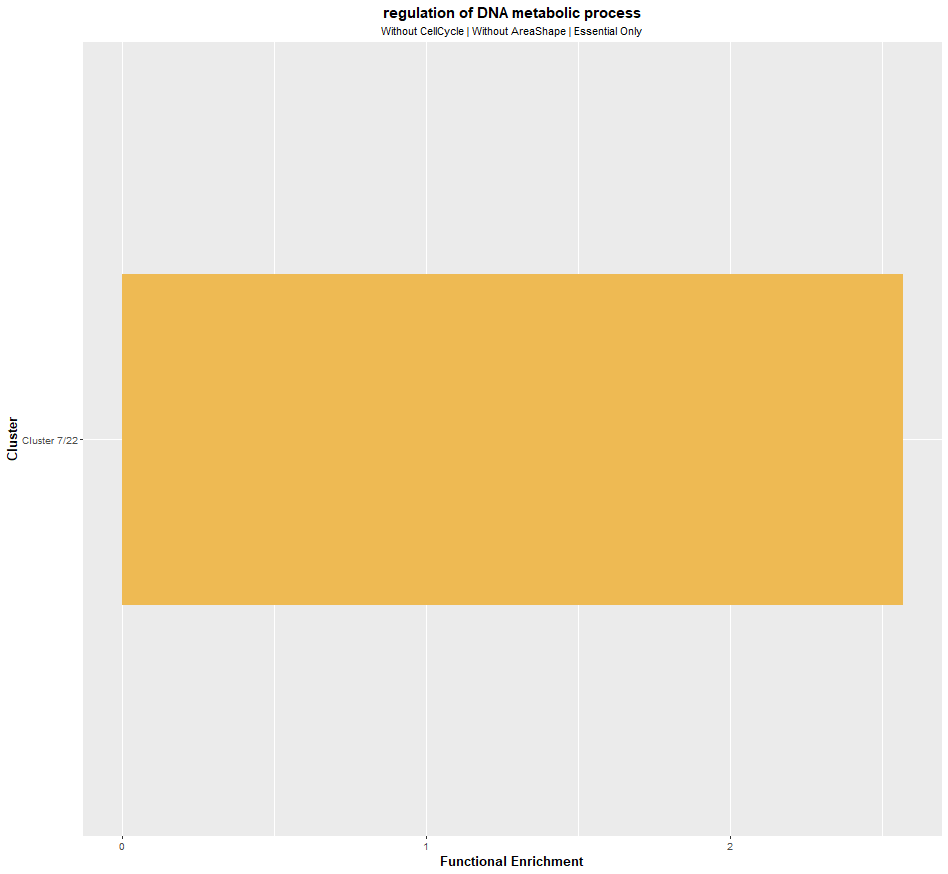 regulation of DNA metabolic process
Without CellCycle | Without AreaShape | Essential Only
Cluster
Cluster 7/22
0
1
2
Functional Enrichment